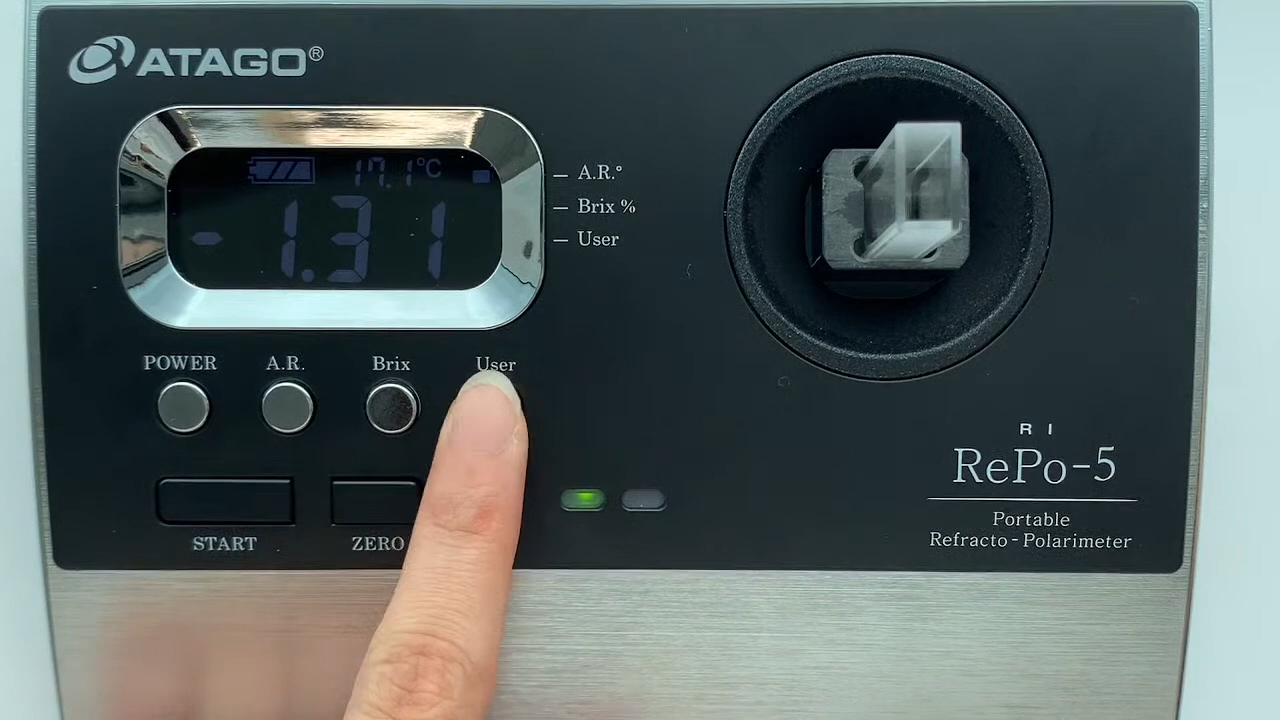 ATAGO®
17.1°C
-1.31
A.R.°
Brix %
User
POWER A.R. Brix User
START ZERO
R I
RePo-5
Portable
Refracto-Polarimeter